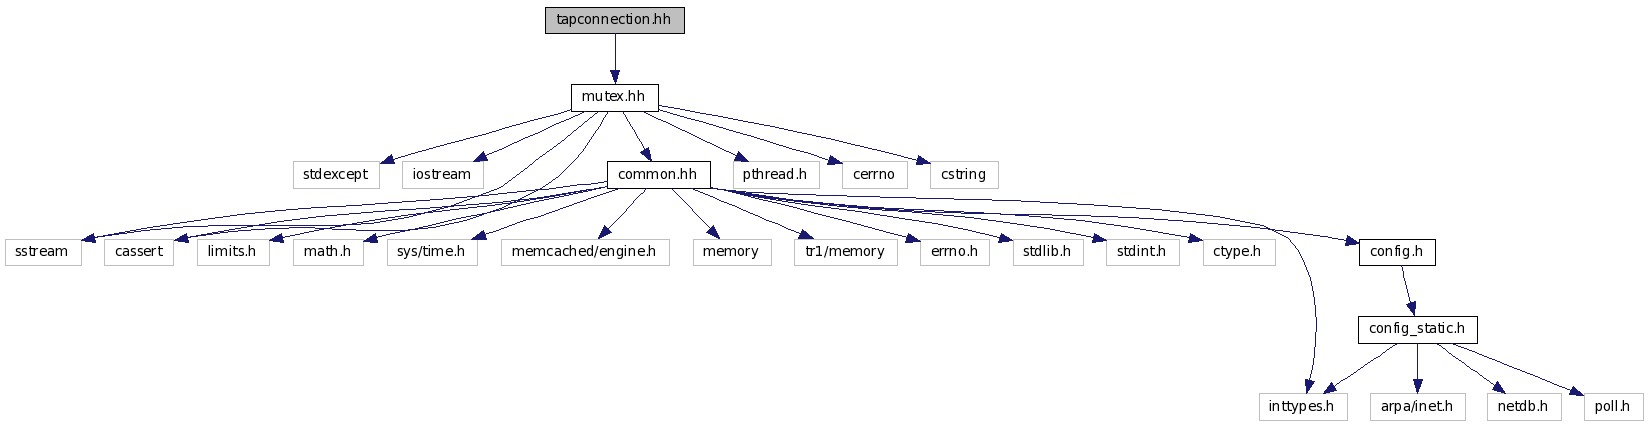 tapconnection.hh
mutex.hh
stdexcept
iostream
common.hh
pthread.h
cerrno
cstring
sstream
cassert
limits.h
math.h
sys/time.h
memcached/engine.h
memory
tr1/memory
errno.h
stdlib.h
stdint.h
ctype.h
config.h
config_static.h
inttypes.h
arpa/inet.h
netdb.h
poll.h